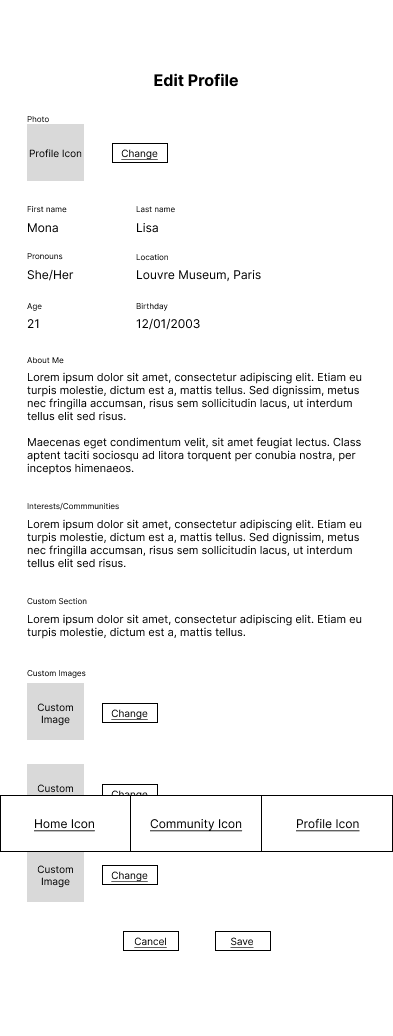 Edit Profile
Photo
Profile Icon
Change
First name
Last name
Mona
Lisa
Pronouns
Location
She/Her
Louvre Museum, Paris
Age
Birthday
21
12/01/2003
About Me
Lorem ipsum dolor sit amet, consectetur adipiscing elit. Etiam eu
turpis molestie, dictum est a, mattis tellus. Sed dignissim, metus
nec fringilla accumsan, risus sem sollicitudin lacus, ut interdum
tellus elit sed risus.
Maecenas eget condimentum velit, sit amet feugiat lectus. Class
aptent taciti sociosqu ad litora torquent per conubia nostra, per
inceptos himenaeos.
Interests/Commmunities
Lorem ipsum dolor sit amet, consectetur adipiscing elit. Etiam eu
turpis molestie, dictum est a, mattis tellus. Sed dignissim, metus
nec fringilla accumsan, risus sem sollicitudin lacus, ut interdum
tellus elit sed risus.
Custom Section
Lorem ipsum dolor sit amet, consectetur adipiscing elit. Etiam eu
turpis molestie, dictum est a, mattis tellus.
Custom Images
Custom
Image
Change
Custom
Change
Home Icon
Community Icon
Profile Icon
Custom
Image
Change
Cancel
Save